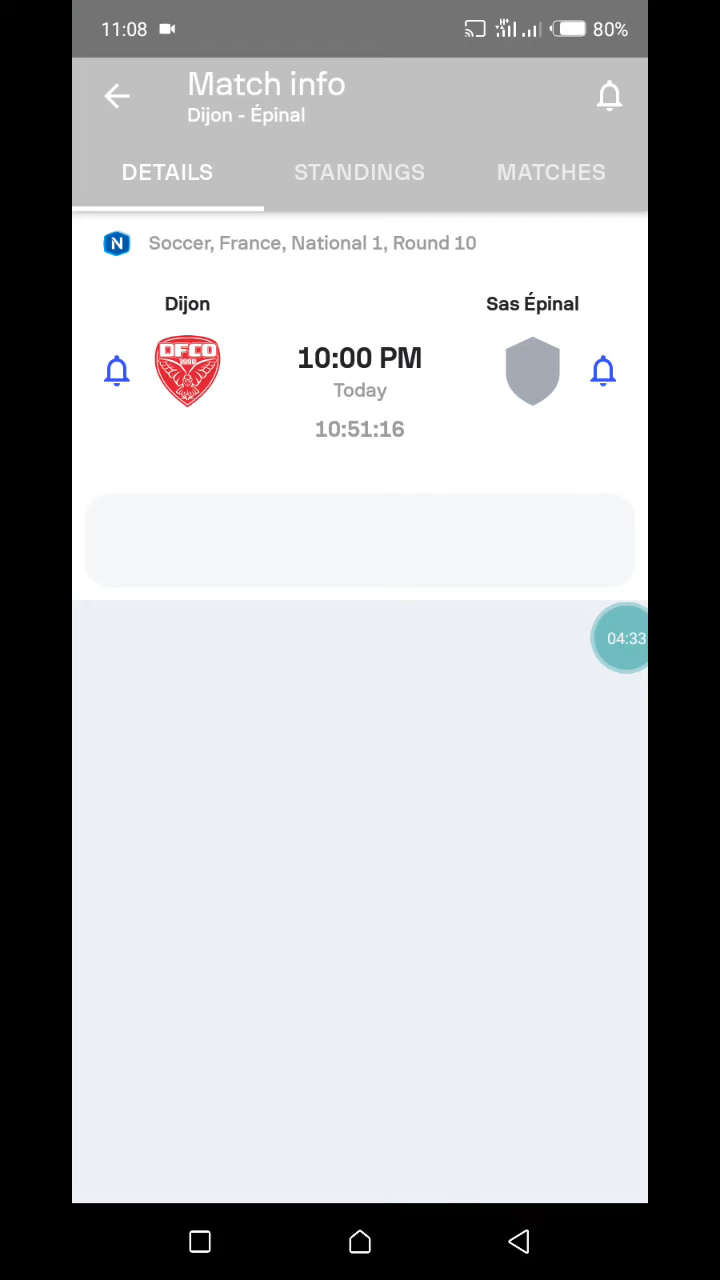 11:08 80%
Match info
Dijon - Épinal
DETAILS STANDINGS MATCHES
N Soccer, France, National 1, Round 10
Dijon Sas Épinal
DFCO
10:00 PM
Today
10:51:16
04:33